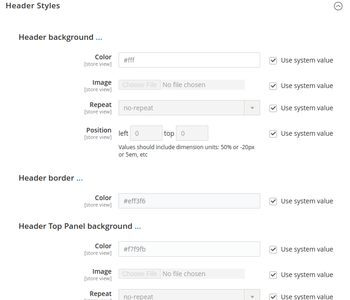 Header Styles
Header background ...
Color
[store view]
#fff
Use system value
Image
[store view]
Choose File No file chosen
Use system value
Repeat
[store view]
no-repeat
Use system value
Position
[store view]
left 0 top 0
Use system value
Values should include dimension units: 50% or -20px
or 5em, etc
Header border ...
Color
[store view]
#eff3f6
Use system value
Header Top Panel background ...
Color
[store view]
#f7f9fb
Use system value
Image
[store view]
Choose File No file chosen
Use system value
Repeat
[store view]
no-repeat
Use system value